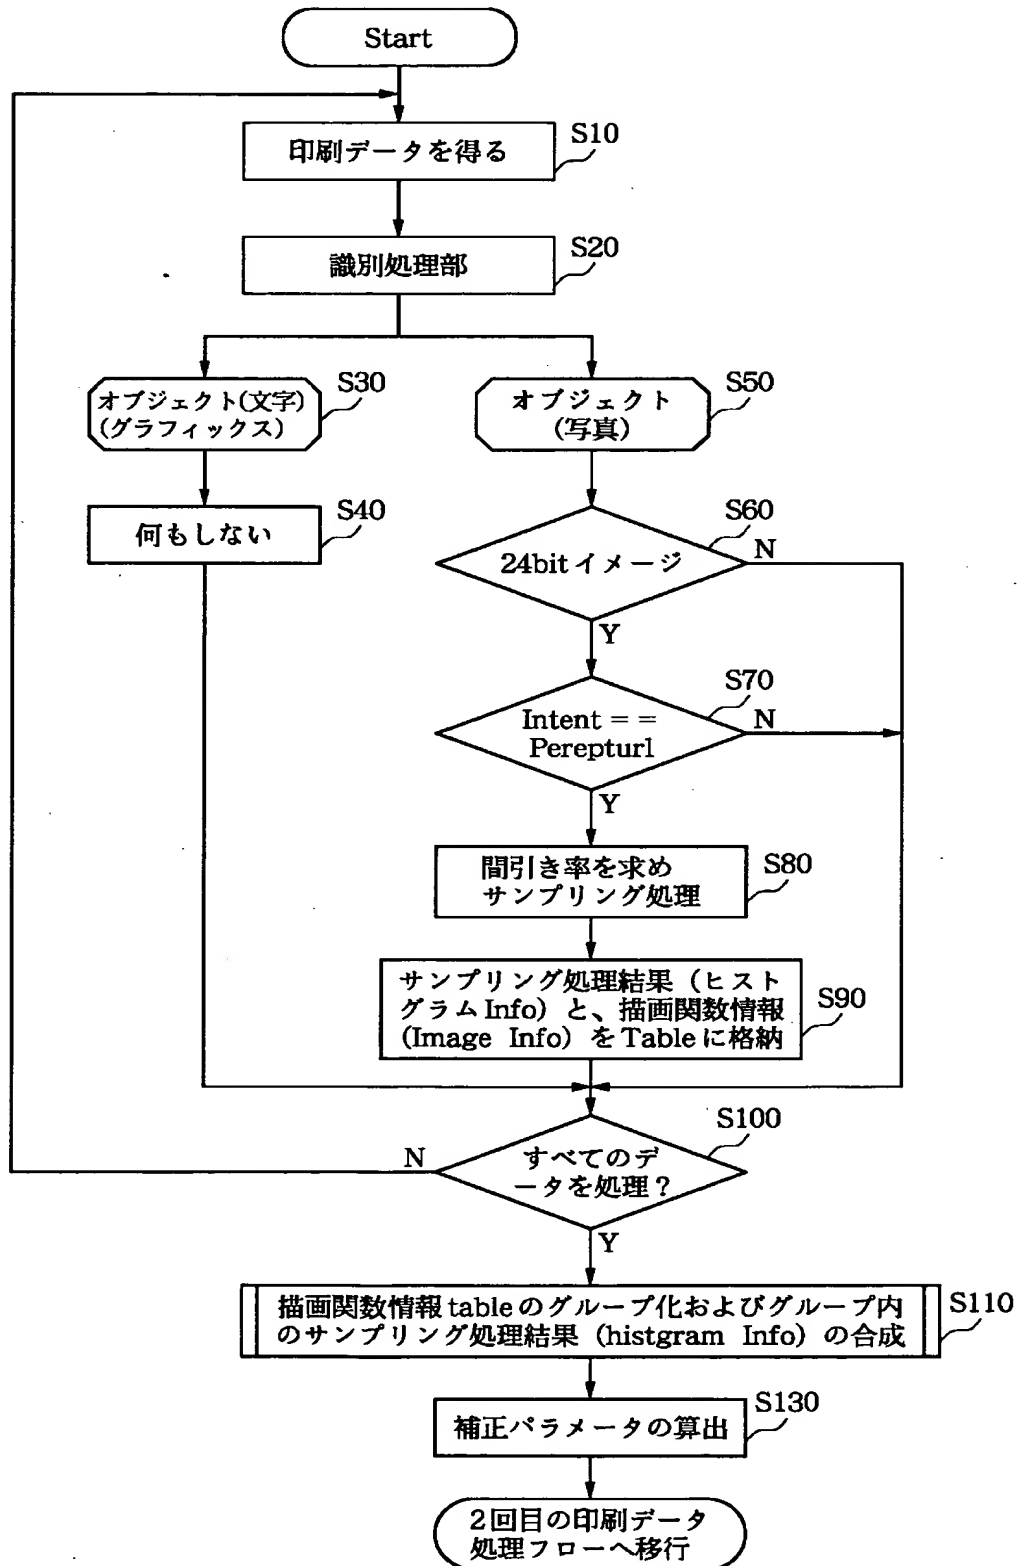 Start
印刷データを得る
S10
識別処理部
S20
オブジェクト(文字)
(グラフィックス)
S30
オブジェクト
(写真)
S50
何もしない
S40
24bitイメージ
S60
N
Y
Intent = =
Perepturl
S70
N
Y
間引き率を求め
サンプリング処理
S80
サンプリング処理結果（ヒスト
グラムInfo）と、描画関数情報
(Image Info）をTableに格納
S90
すべてのデ
ータを処理？
S100
N
Y
描画関数情報tableのグループ化およびグループ内
のサンプリング処理結果（histgram Info）の合成
S110
補正パラメータの算出
S130
2回目の印刷データ
処理フローへ移行